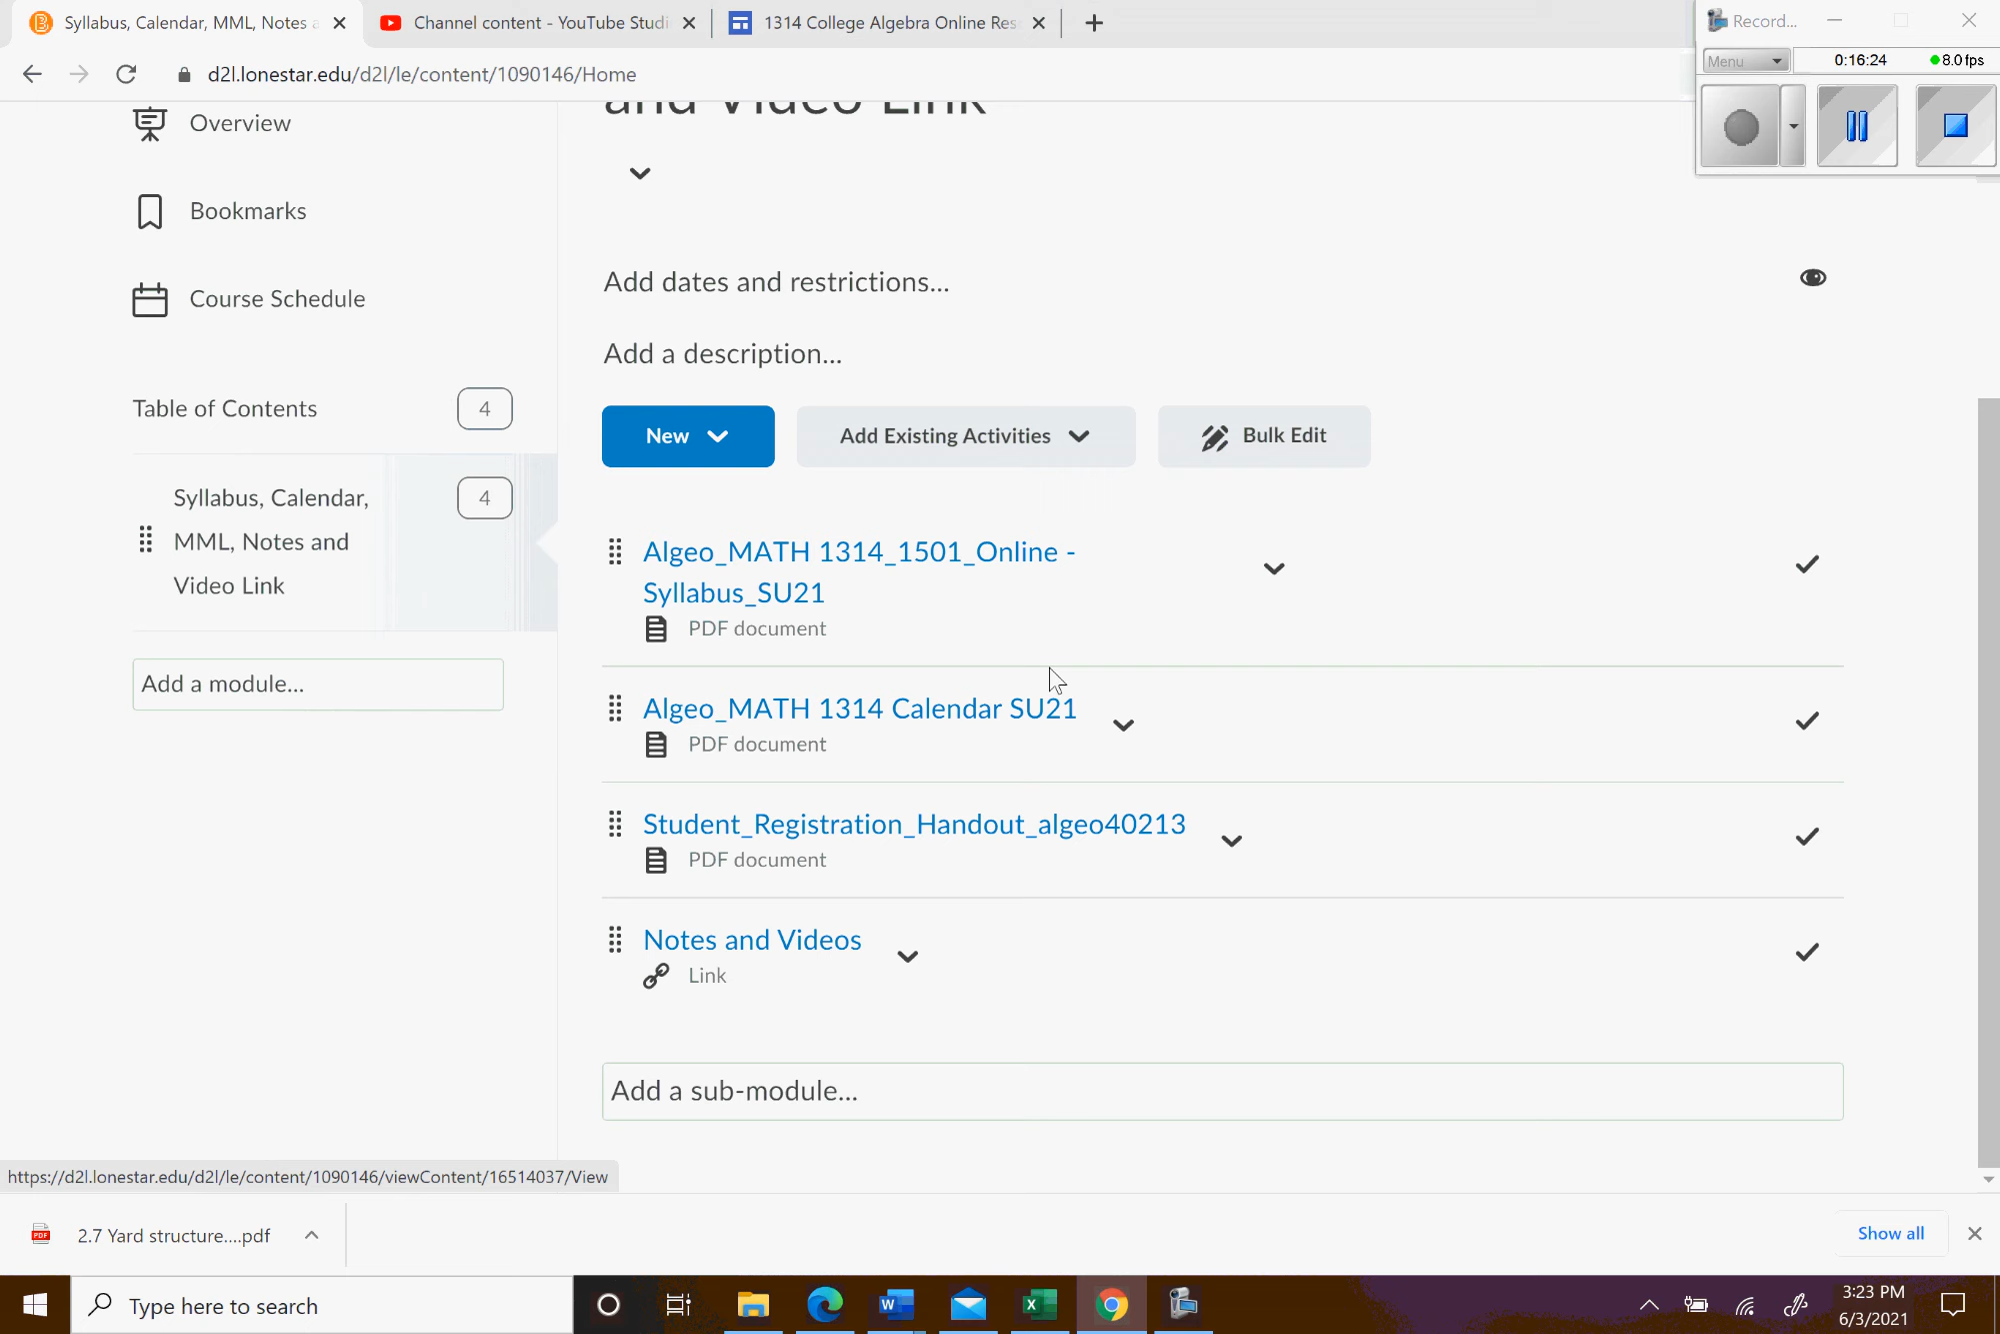 Syllabus, Calendar, MML, Notes a
Channel content - YouTube Studi
1314 College Algebra Online Res
Record...
d2l.lonestar.edu/d2l/le/content/1090146/Home
Menu
0:16:24
8.0 fps
and Video Link
Overview
Bookmarks
Course Schedule
Table of Contents
4
Syllabus, Calendar,
MML, Notes and
Video Link
4
Add a module...
Add dates and restrictions...
Add a description...
New
Add Existing Activities
Bulk Edit
Algeo_MATH 1314_1501_Online -
Syllabus_SU21
PDF document
Algeo_MATH 1314 Calendar SU21
PDF document
Student_Registration_Handout_algeo40213
PDF document
Notes and Videos
Link
Add a sub-module...
https://d2l.lonestar.edu/d2l/le/content/1090146/viewContent/16514037/View
PDF
2.7 Yard structure....pdf
Show all
Type here to search
3:23 PM
6/3/2021